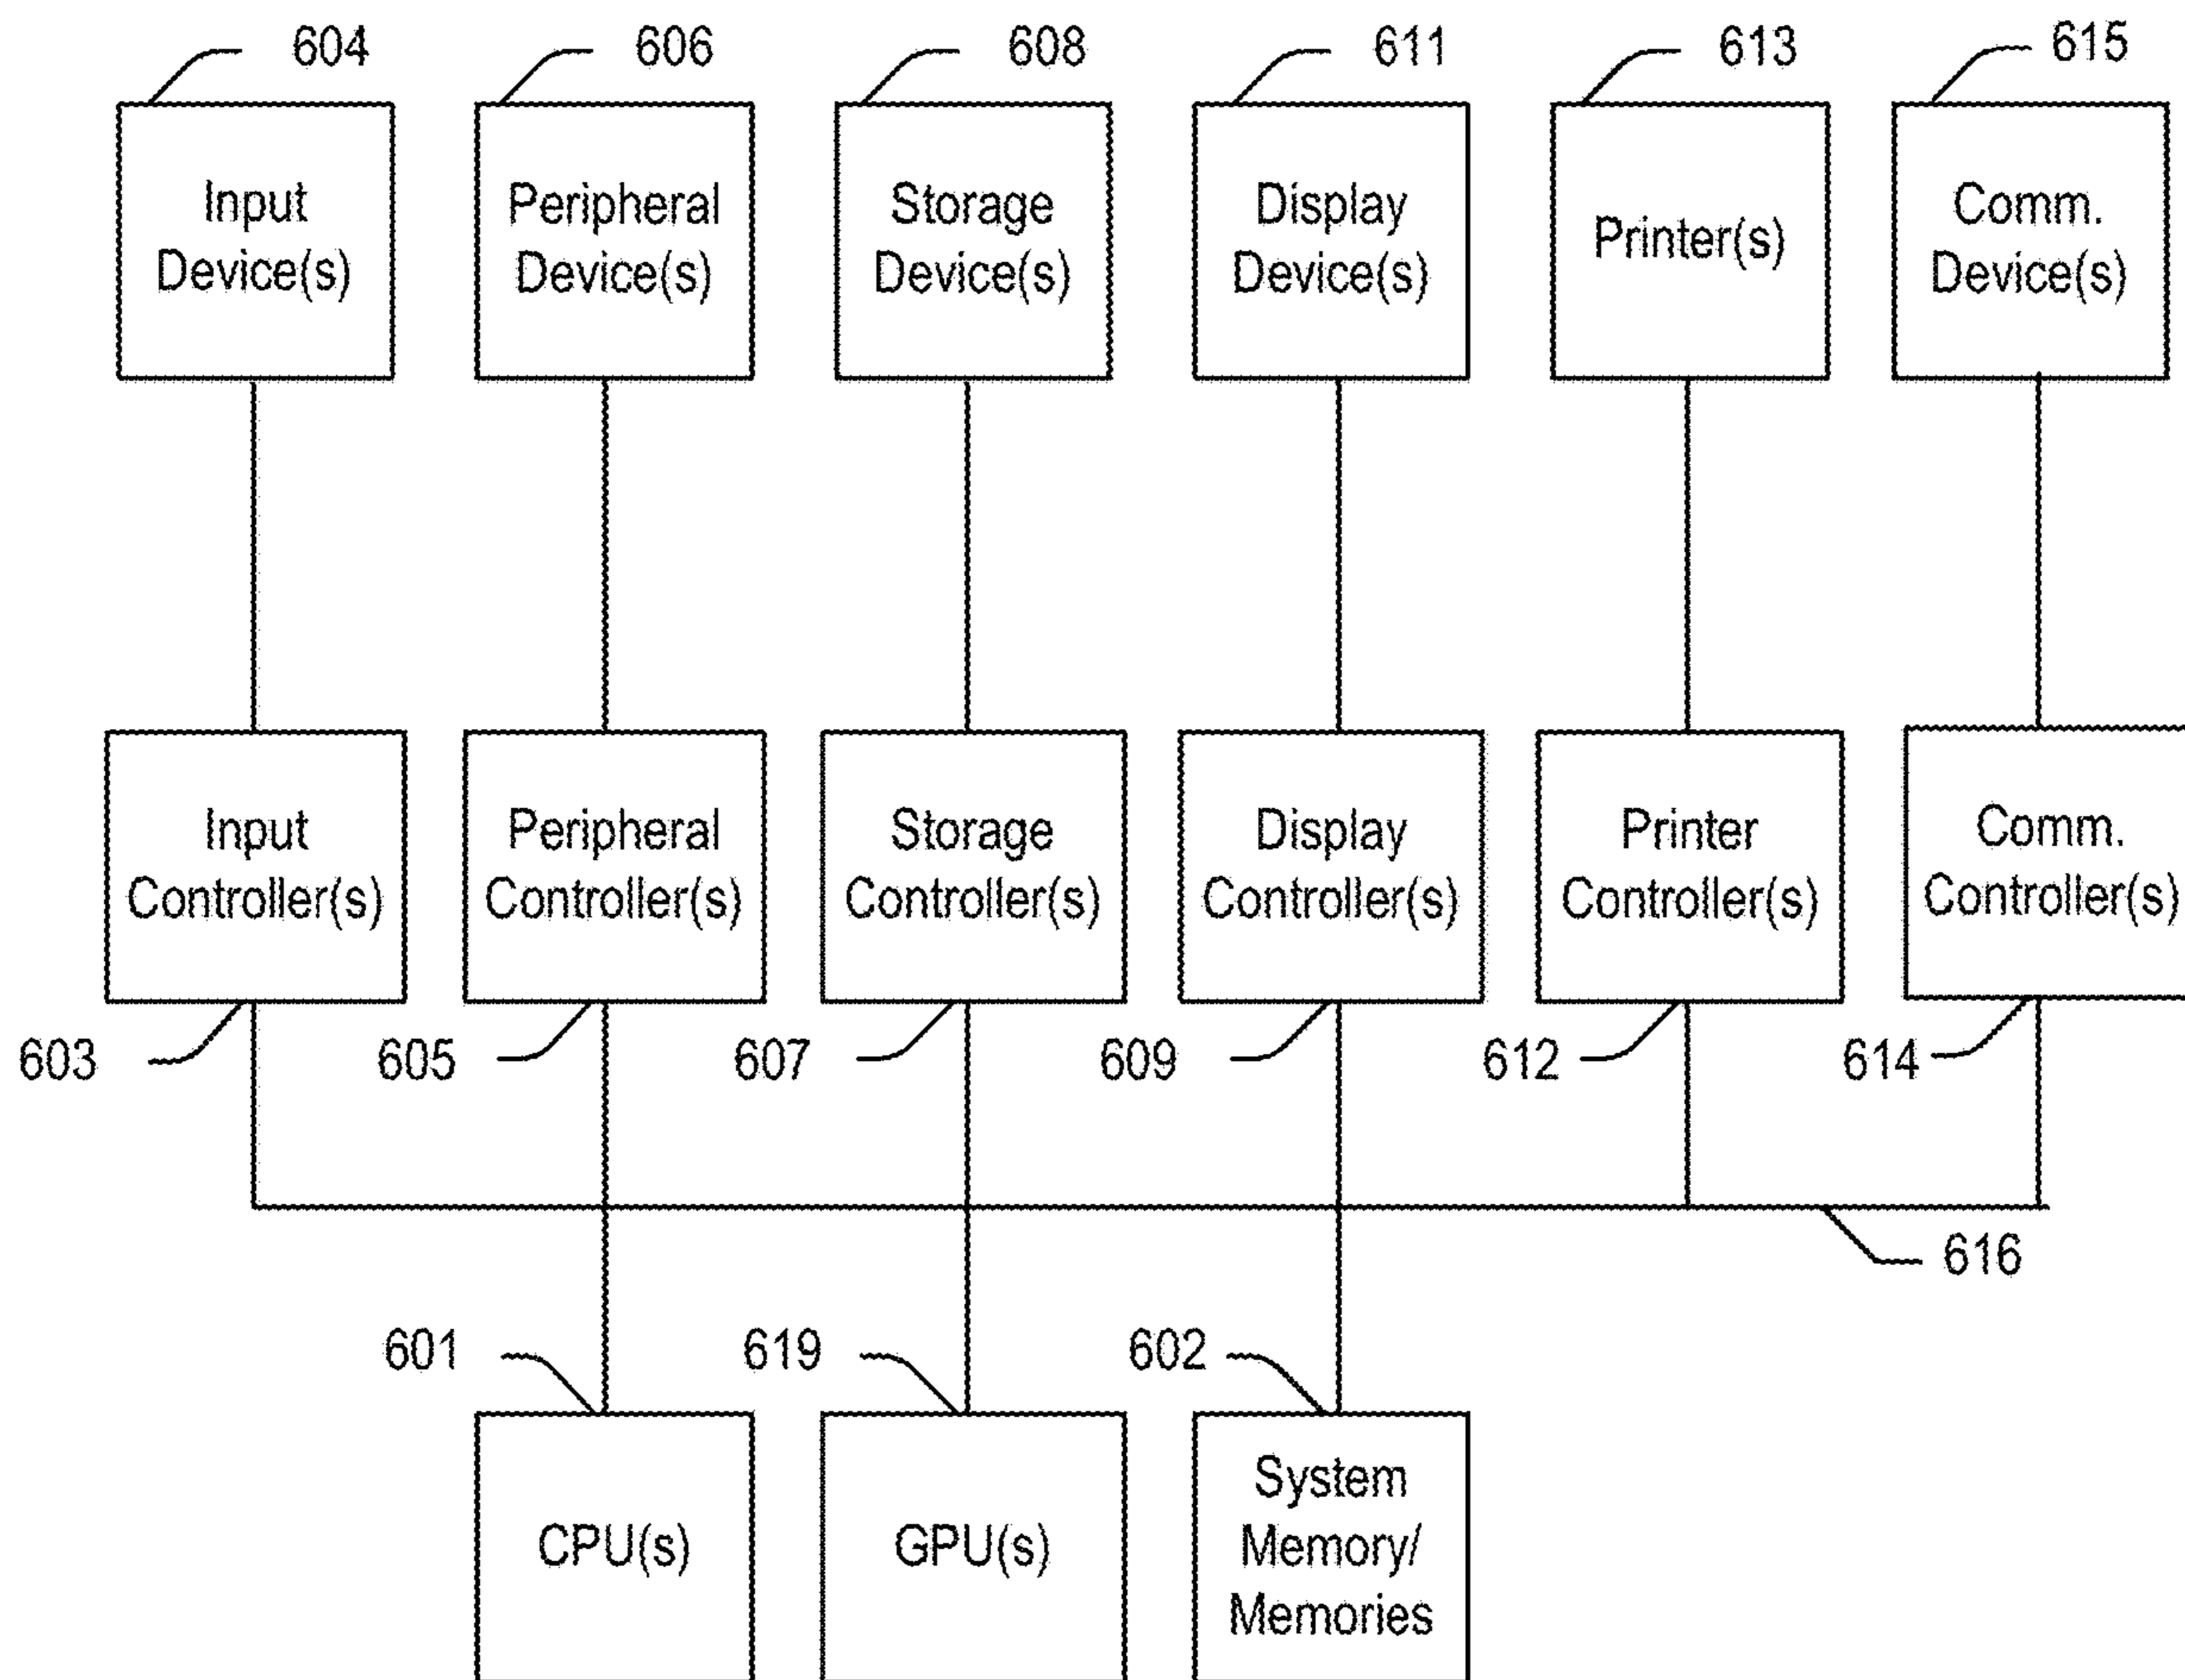 604
606
608
611
613
615
Input
Device(s)
Peripheral
Device(s)
Storage
Device(s)
Display
Device(s)
Printer(s)
Comm.
Device(s)
Input
Controller(s)
Peripheral
Controller(s)
Storage
Controller(s)
Display
Controller(s)
Printer
Controller(s)
Comm.
Controller(s)
603
605
607
609
612
614
616
601
619
602
CPU(s)
GPU(s)
System
Memory/
Memories